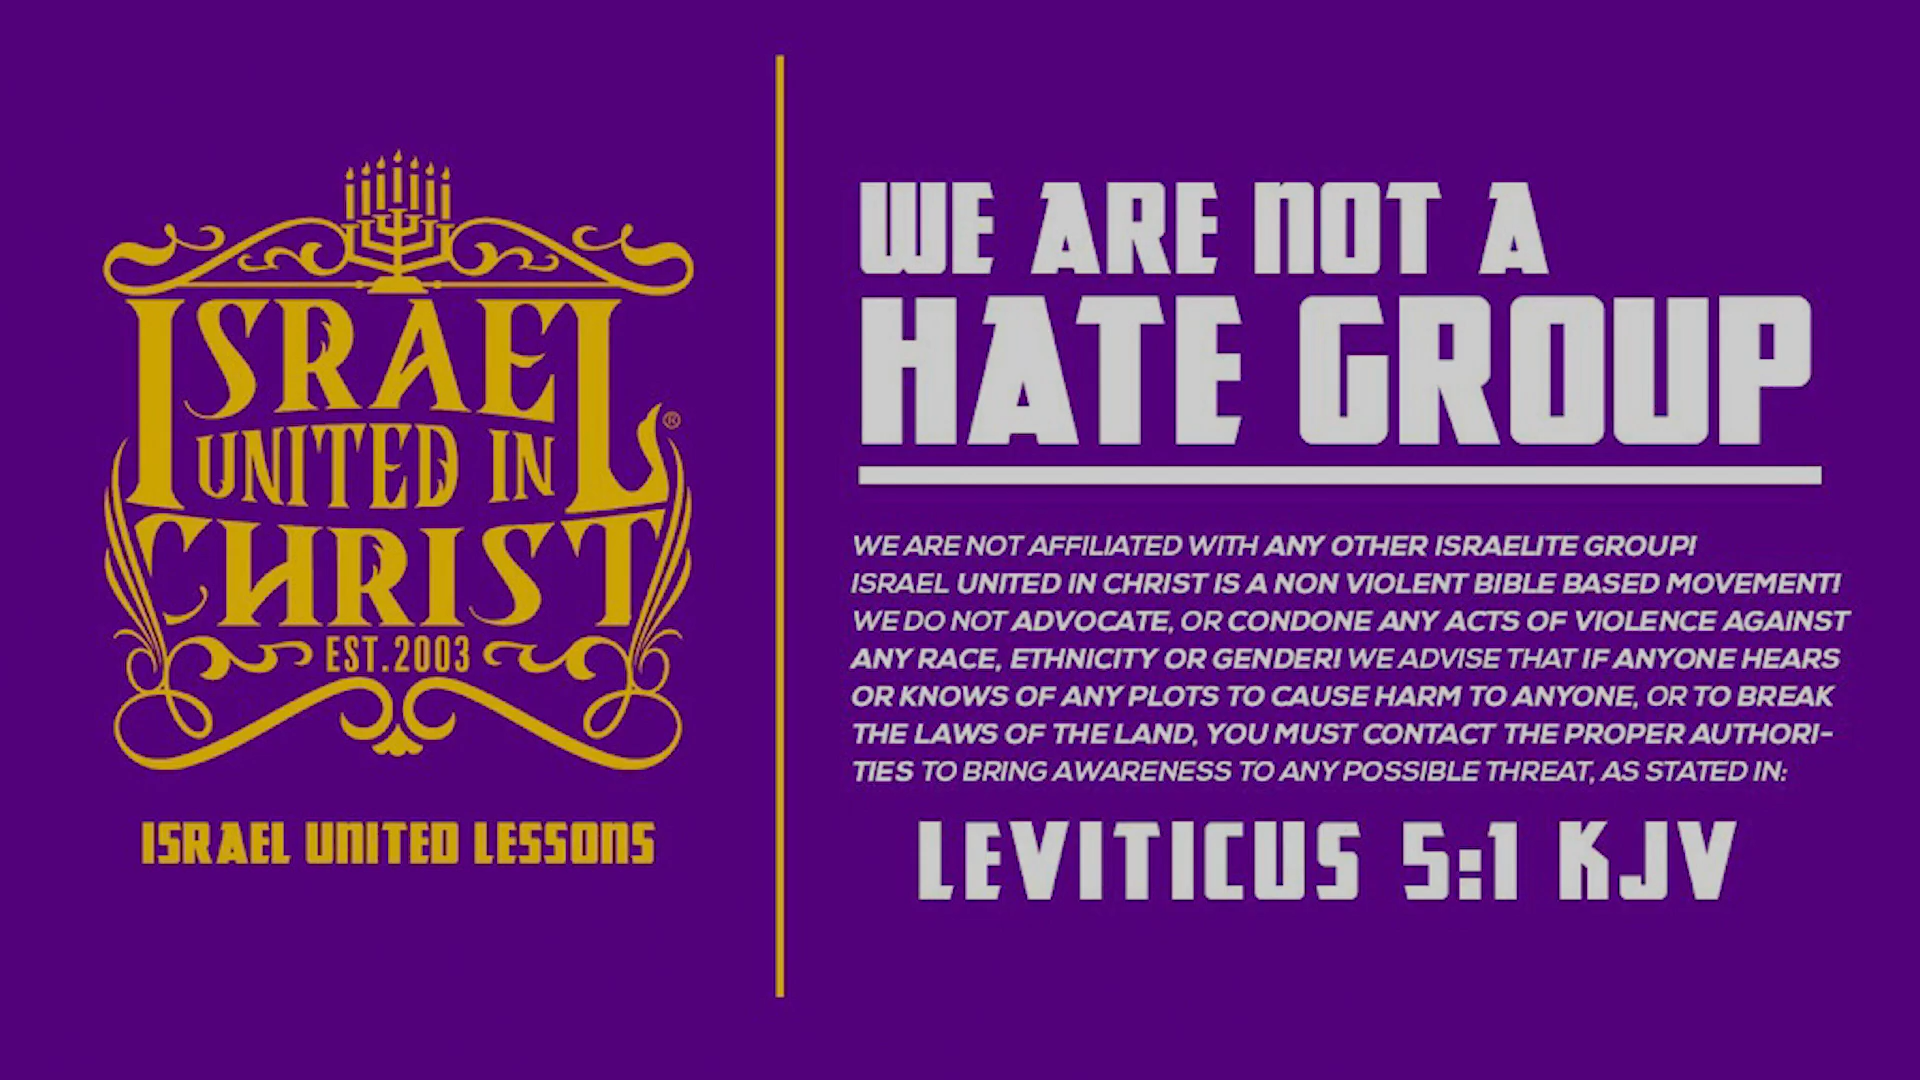 ISRAEL
UNITED IN
CHRIST
®
EST.2003
ISRAEL UNITED LESSONS
WE ARE NOT A
HATE GROUP
WE ARE NOT AFFILIATED WITH ANY OTHER ISRAELITE GROUP!
ISRAEL UNITED IN CHRIST IS A NON VIOLENT BIBLE BASED MOVEMENT!
WE DO NOT ADVOCATE, OR CONDONE ANY ACTS OF VIOLENCE AGAINST
ANY RACE, ETHNICITY OR GENDER! WE ADVISE THAT IF ANYONE HEARS
OR KNOWS OF ANY PLOTS TO CAUSE HARM TO ANYONE, OR TO BREAK
THE LAWS OF THE LAND, YOU MUST CONTACT THE PROPER AUTHORI-
TIES TO BRING AWARENESS TO ANY POSSIBLE THREAT, AS STATED IN:
LEVITICUS 5:1 KJV